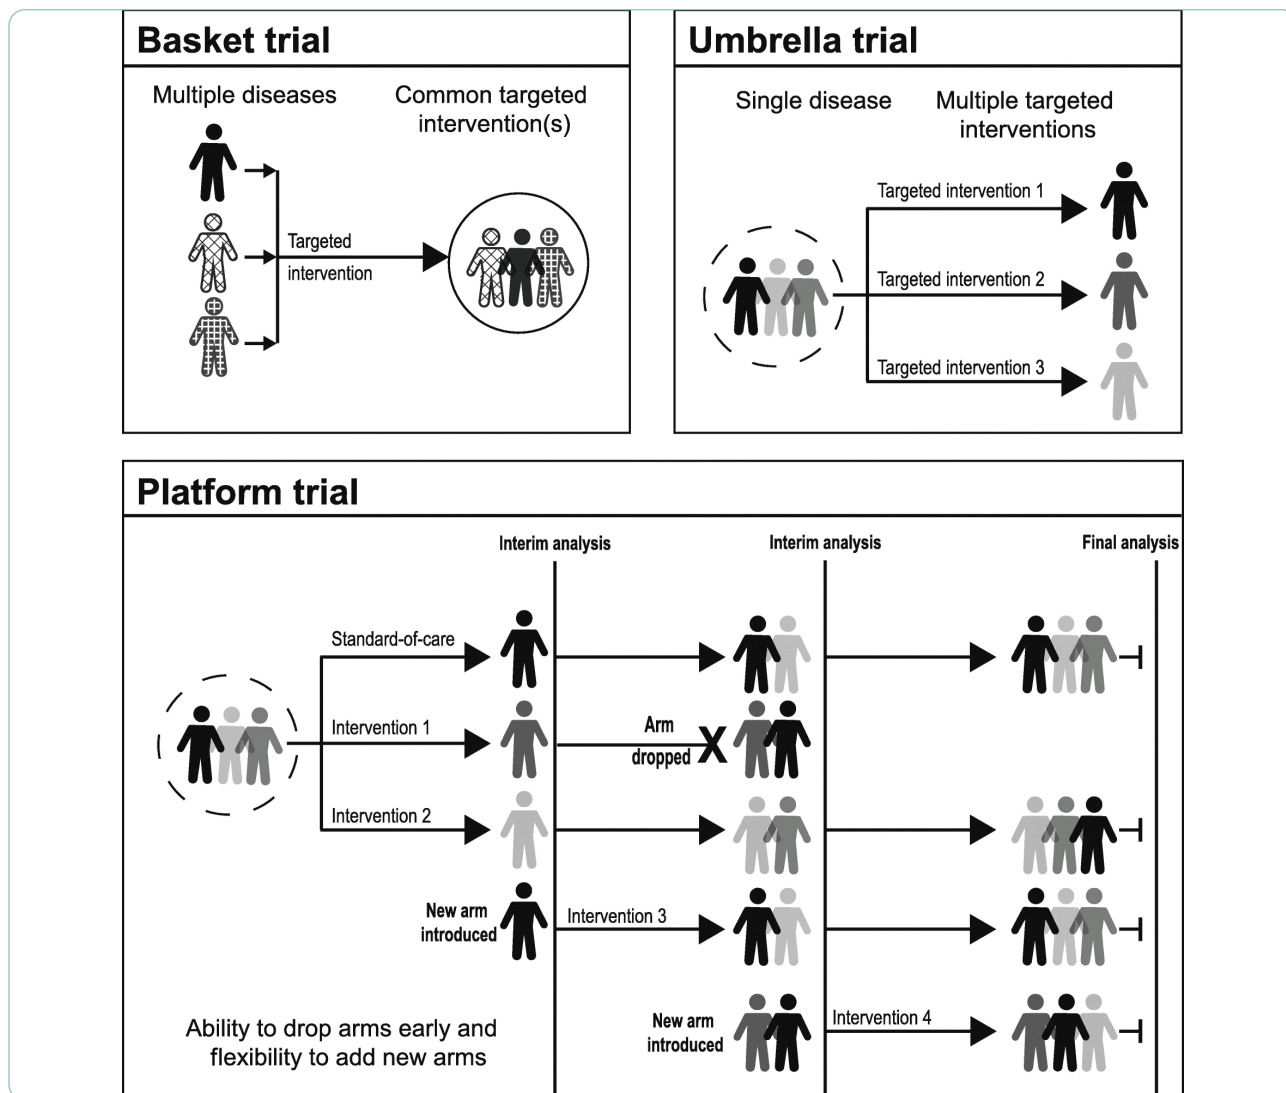 Basket trial
Multiple diseases
Common targeted
intervention(s)
Targeted
intervention
Umbrella trial
Single disease
Multiple targeted
interventions
Targeted intervention 1
Targeted intervention 2
Targeted intervention 3
Platform trial
Interim analysis
Interim analysis
Final analysis
Standard-of-care
Intervention 1
Arm
dropped
X
Intervention 2
New arm
introduced
Intervention 3
New arm
introduced
Intervention 4
Ability to drop arms early and
flexibility to add new arms